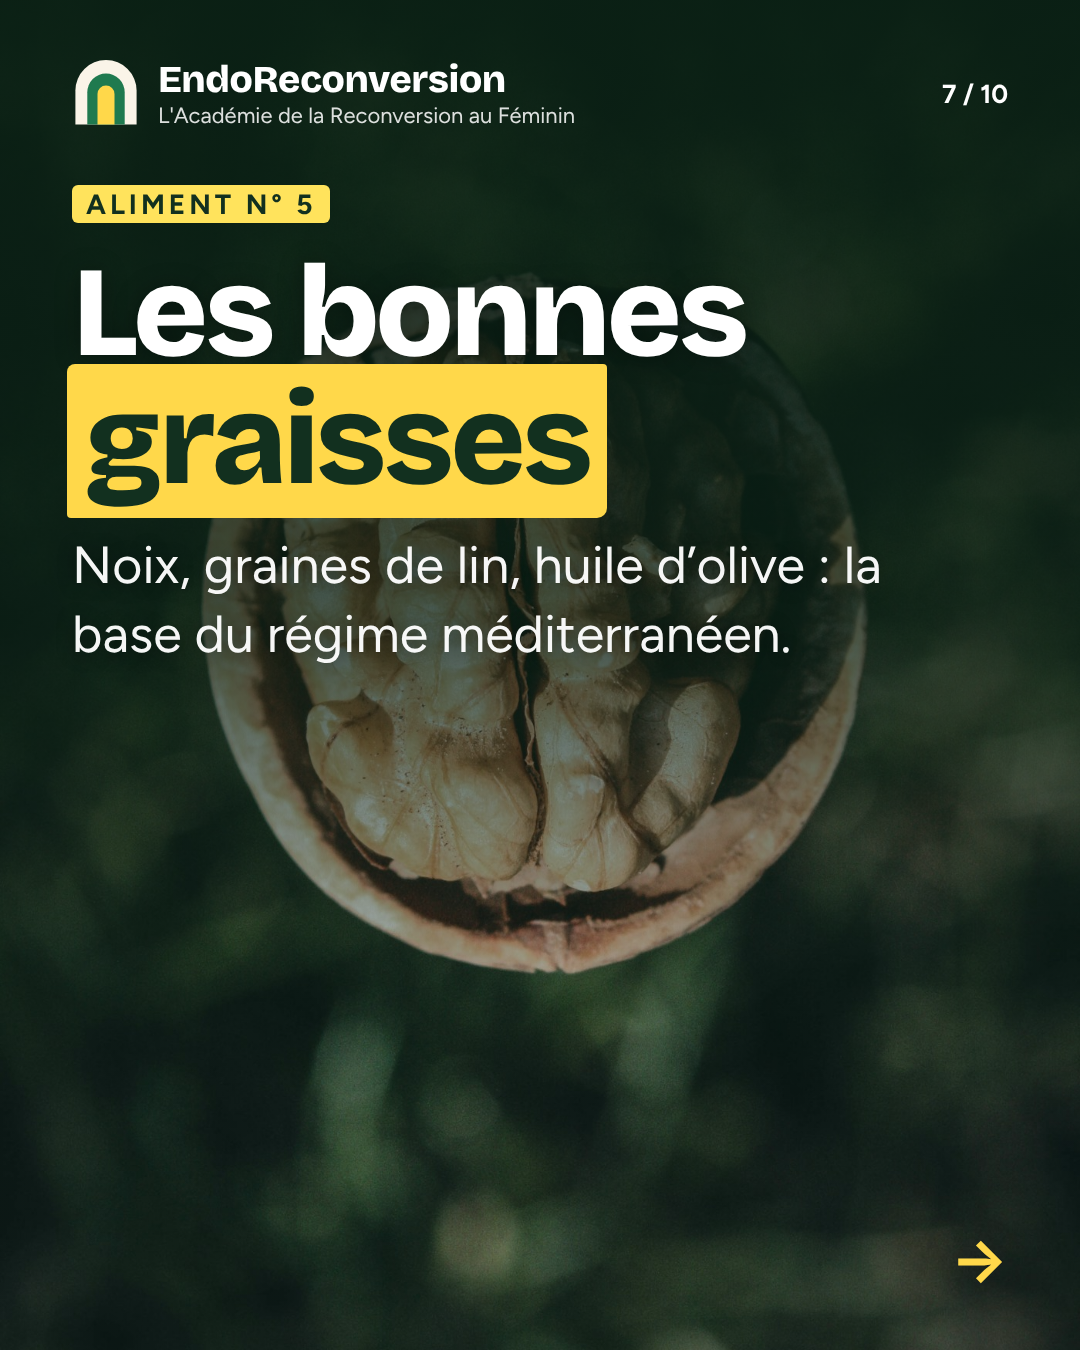 EndoReconversion
L'Académie de la Reconversion au Féminin
7 / 10
ALIMENT N° 5
Les bonnes
graisses
Noix, graines de lin, huile d’olive : la
base du régime méditerranéen.